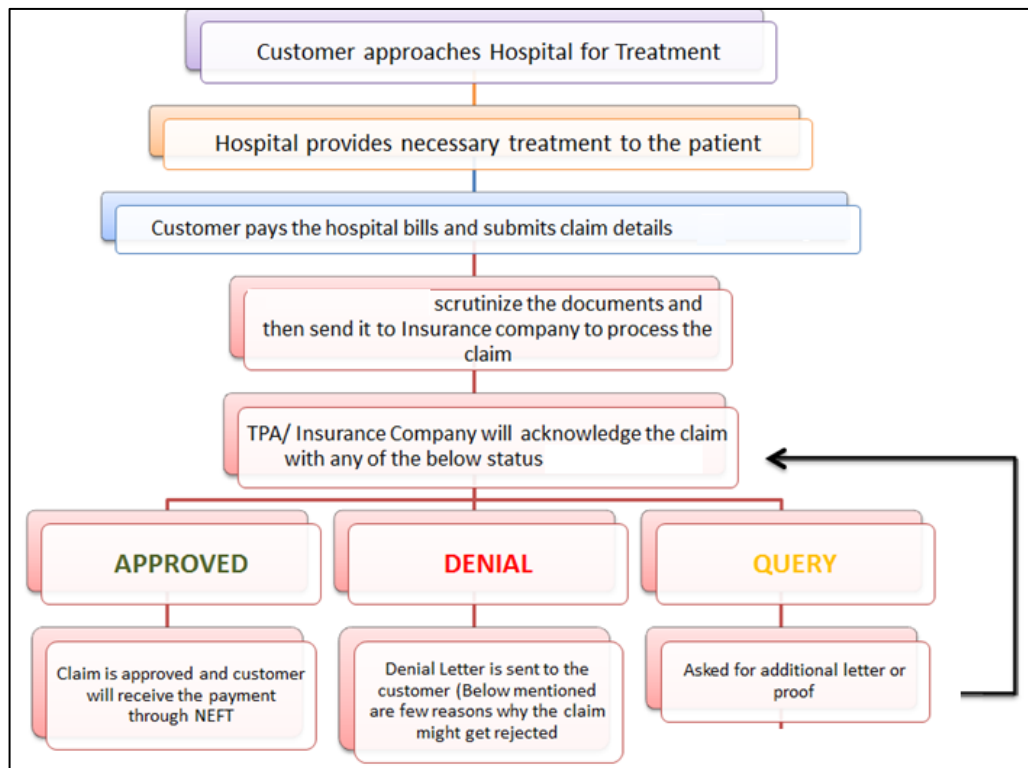 Customer approaches Hospital for Treatment
Hospital provides necessary treatment to the patient
Customer pays the hospital bills and submits claim details
scrutinize the documents and
then send it to Insurance company to process the
claim
TPA/ Insurance Company will acknowledge the claim
with any of the below status
APPROVED
DENIAL
QUERY
Claim is approved and customer
will receive the payment
through NEFT
Denial Letter is sent to the
customer (Below mentioned
are few reasons why the claim
might get rejected
Asked for additional letter or
proof